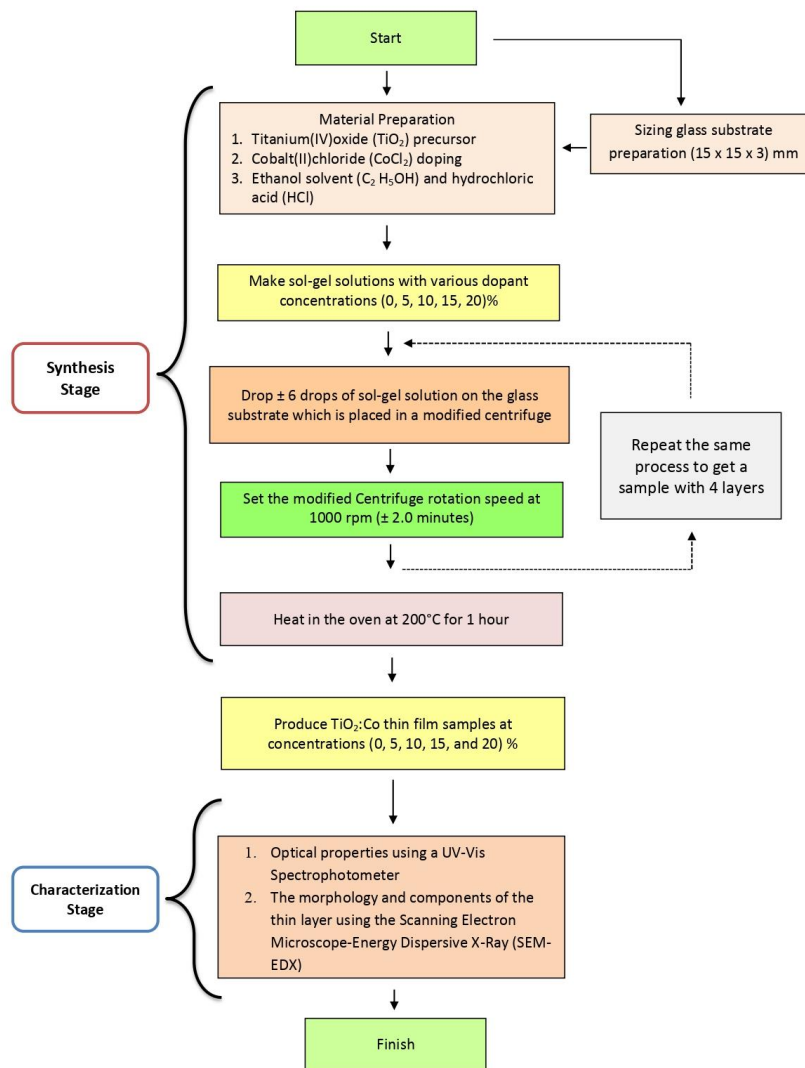 Start
Material Preparation
1. Titanium(IV)oxide (TiO₂) precursor
2. Cobalt(II)chloride (CoCl₂) doping
3. Ethanol solvent (C₂ H₅OH) and hydrochloric
acid (HCl)
Sizing glass substrate
preparation (15 x 15 x 3) mm
Make sol-gel solutions with various dopant
concentrations (0, 5, 10, 15, 20)%
Synthesis
Stage
Drop ± 6 drops of sol-gel solution on the glass
substrate which is placed in a modified centrifuge
Repeat the same
process to get a
sample with 4 layers
Set the modified Centrifuge rotation speed at
1000 rpm (± 2.0 minutes)
Heat in the oven at 200°C for 1 hour
Produce TiO₂:Co thin film samples at
concentrations (0, 5, 10, 15, and 20) %
Characterization
Stage
1. Optical properties using a UV-Vis
Spectrophotometer
2. The morphology and components of the
thin layer using the Scanning Electron
Microscope-Energy Dispersive X-Ray (SEM-
EDX)
Finish